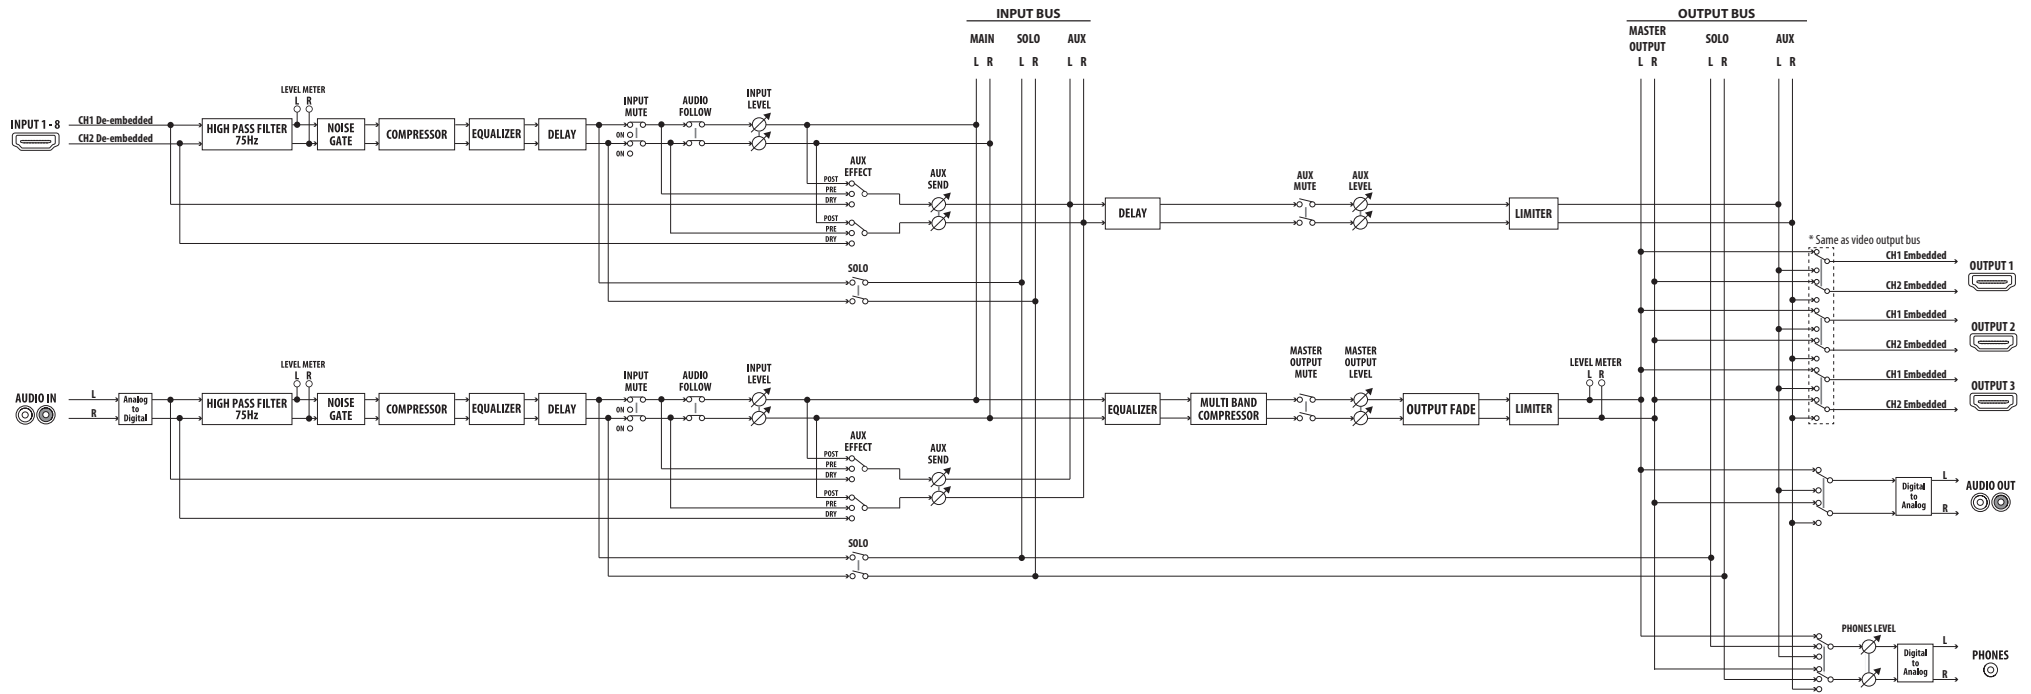 INPUT BUS
OUTPUT BUS
MAIN
SOLO
AUX
MASTER
OUTPUT
SOLO
AUX
L R
L R
L R
L R
L R
L R
INPUT 1 - 8
CH1 De-embedded
CH2 De-embedded
HIGH PASS FILTER
75Hz
LEVEL METER
L R
NOISE
GATE
COMPRESSOR
EQUALIZER
DELAY
INPUT
MUTE
ON
ON
AUDIO
FOLLOW
INPUT
LEVEL
AUX
EFFECT
POST
PRE
DRY
POST
PRE
DRY
AUX
SEND
SOLO
DELAY
AUX
MUTE
AUX
LEVEL
LIMITER
* Same as video output bus
CH1 Embedded
CH2 Embedded
OUTPUT 1
CH1 Embedded
CH2 Embedded
OUTPUT 2
CH1 Embedded
CH2 Embedded
OUTPUT 3
AUDIO IN
L
R
Analog
to
Digital
HIGH PASS FILTER
75Hz
LEVEL METER
L R
NOISE
GATE
COMPRESSOR
EQUALIZER
DELAY
INPUT
MUTE
ON
ON
AUDIO
FOLLOW
INPUT
LEVEL
AUX
EFFECT
POST
PRE
DRY
POST
PRE
DRY
AUX
SEND
SOLO
EQUALIZER
MULTI BAND
COMPRESSOR
MASTER
OUTPUT
MUTE
MASTER
OUTPUT
LEVEL
OUTPUT FADE
LIMITER
LEVEL METER
L R
Digital
to
Analog
L
R
AUDIO OUT
PHONES LEVEL
Digital
to
Analog
L
R
PHONES